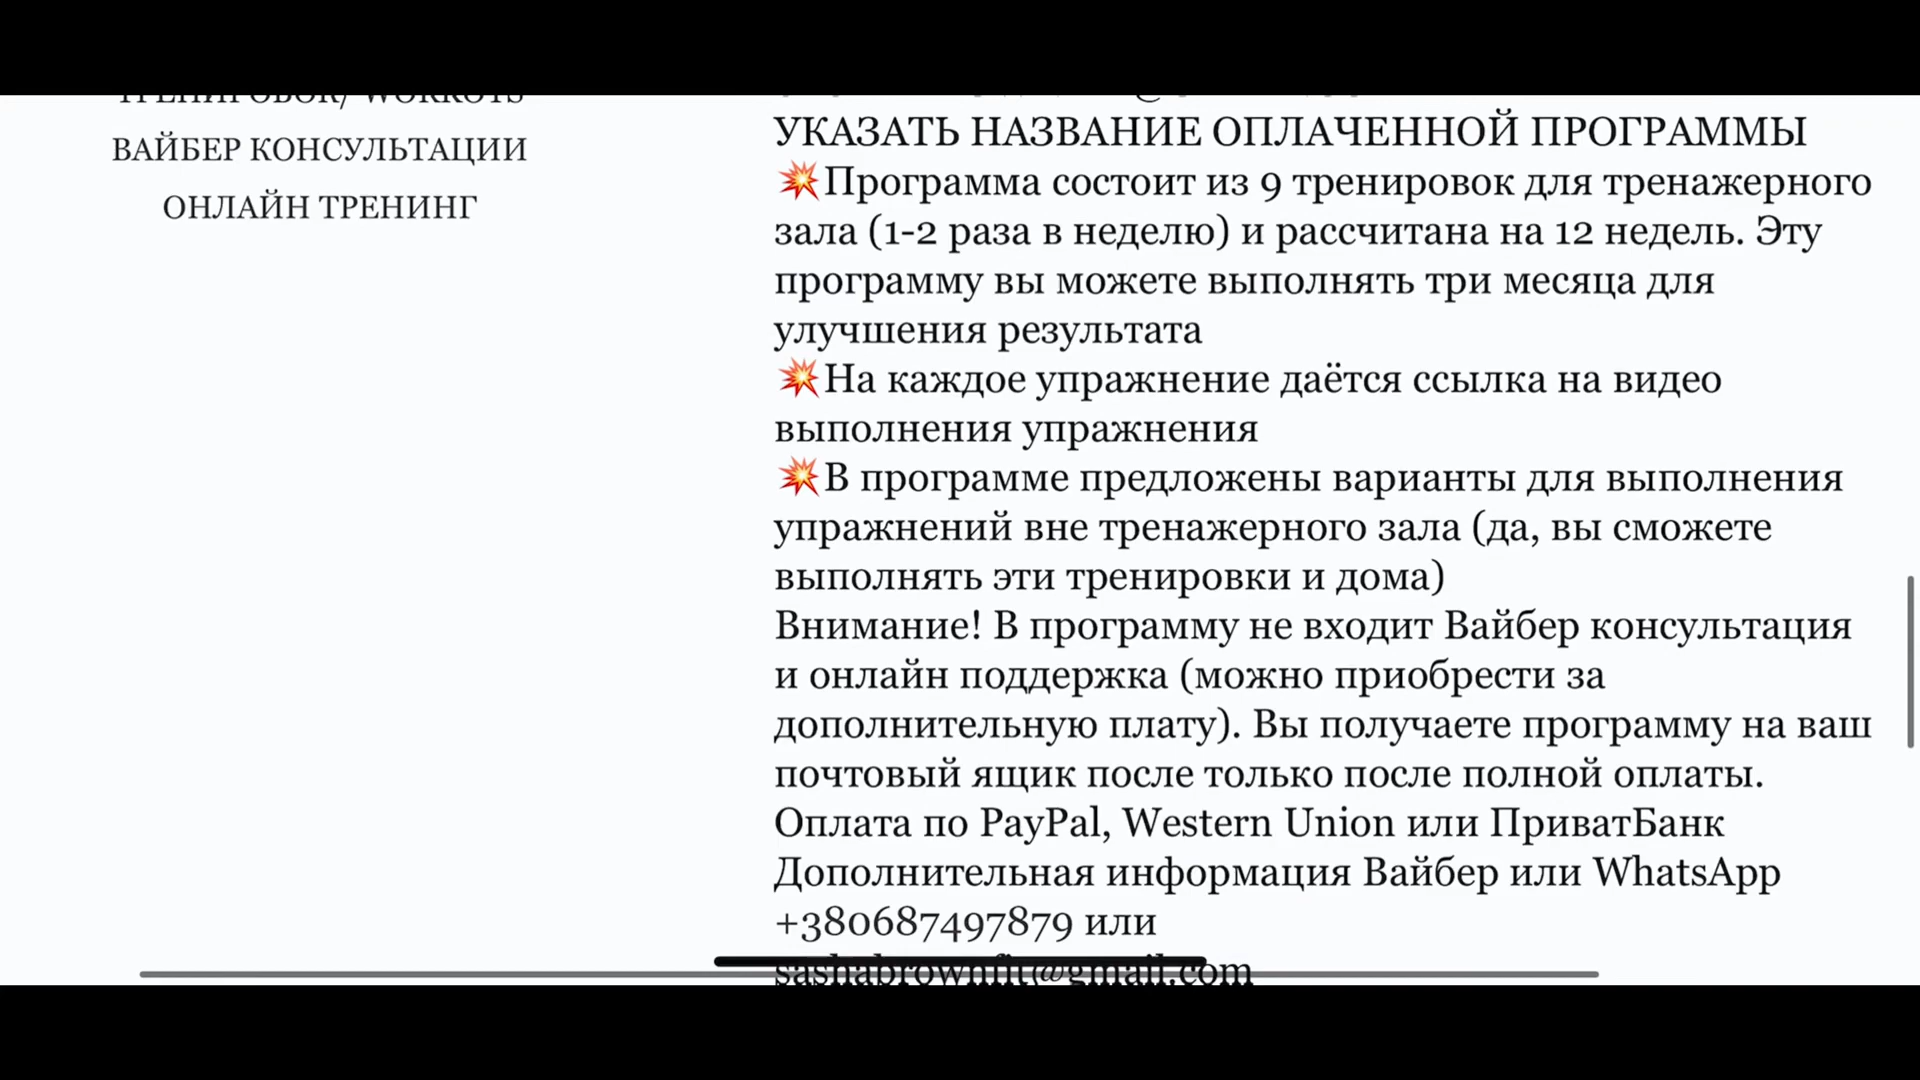 ТРЕНИРОВОК/ WORKOTS
ВАЙБЕР КОНСУЛЬТАЦИИ
ОНЛАЙН ТРЕНИНГ
УКАЗАТЬ НАЗВАНИЕ ОПЛАЧЕННОЙ ПРОГРАММЫ
💥Программа состоит из 9 тренировок для тренажерного
зала (1-2 раза в неделю) и рассчитана на 12 недель. Эту
программу вы можете выполнять три месяца для
улучшения результата
💥На каждое упражнение даётся ссылка на видео
выполнения упражнения
💥В программе предложены варианты для выполнения
упражнений вне тренажерного зала (да, вы сможете
выполнять эти тренировки и дома)
Внимание! В программу не входит Вайбер консультация
и онлайн поддержка (можно приобрести за
дополнительную плату). Вы получаете программу на ваш
почтовый ящик после только после полной оплаты.
Оплата по PayPal, Western Union или ПриватБанк
Дополнительная информация Вайбер или WhatsApp
+380687497879 или
sashabrownfit@gmail.com